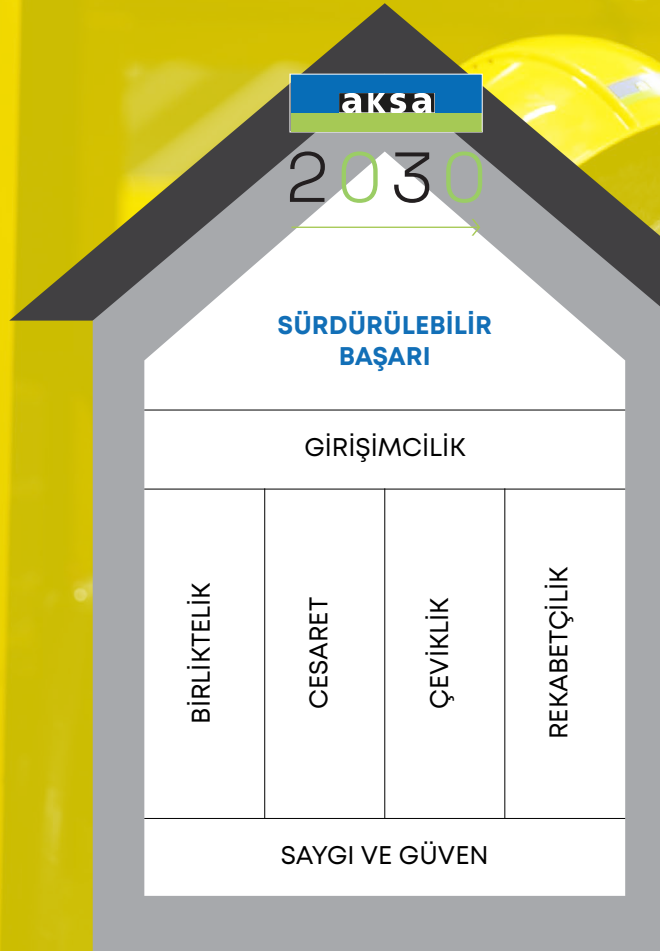 aksa
2030
SÜRDÜRÜLEBİLİR
BAŞARI
GİRİŞİMCİLİK
BİRLİKTELİK
CESARET
ÇEVİKLİK
REKABETÇİLİK
SAYGI VE GÜVEN